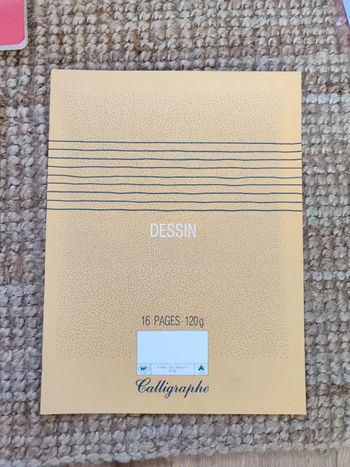 DESSIN
16 PAGES 120g
Calligraphe